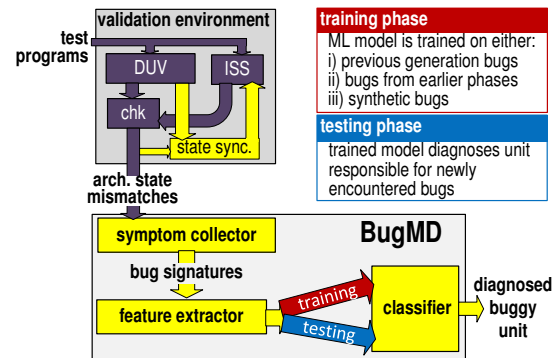 validation environment
test
programs
DUV
ISS
chk
state sync.
arch. state
mismatches
training phase
ML model is trained on either:
i) previous generation bugs
ii) bugs from earlier phases
iii) synthetic bugs
testing phase
trained model diagnoses unit
responsible for newly
encountered bugs
BugMD
symptom collector
bug signatures
feature extractor
training
testing
classifier
diagnosed
buggy
unit